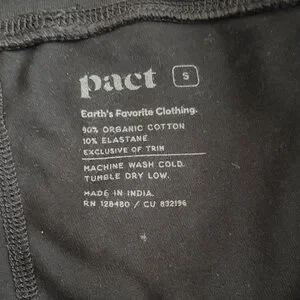 pact S
Earth's Favorite Clothing.
90% ORGANIC COTTON
10% ELASTANE
EXCLUSIVE OF TRIM
MACHINE WASH COLD.
TUMBLE DRY LOW.
MADE IN INDIA.
RN 128480 / CU 832196